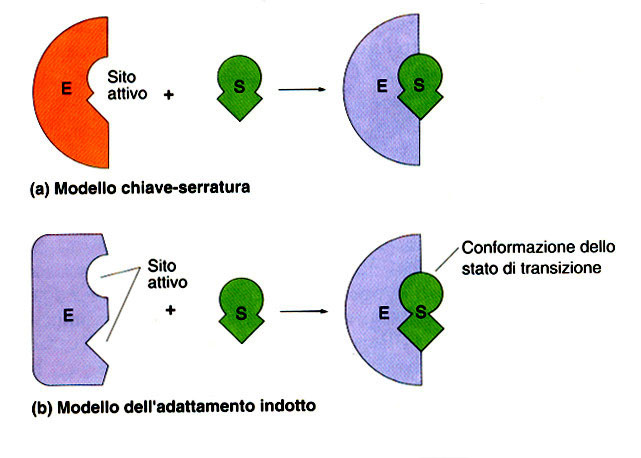 E
Sito
attivo
+
S
E
S
(a) Modello chiave-serratura
E
Sito
attivo
+
S
E
S
Conformazione dello
stato di transizione
(b) Modello dell'adattamento indotto